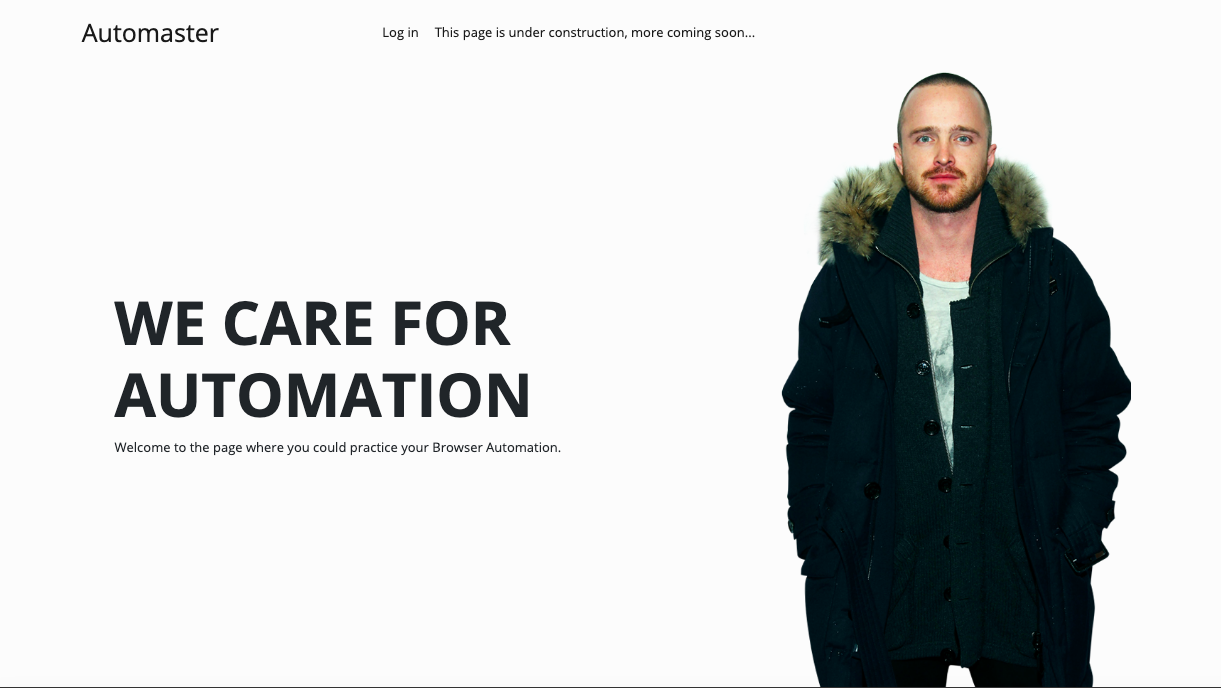 Automaster
Log in
This page is under construction, more coming soon...
WE CARE FOR
AUTOMATION
Welcome to the page where you could practice your Browser Automation.